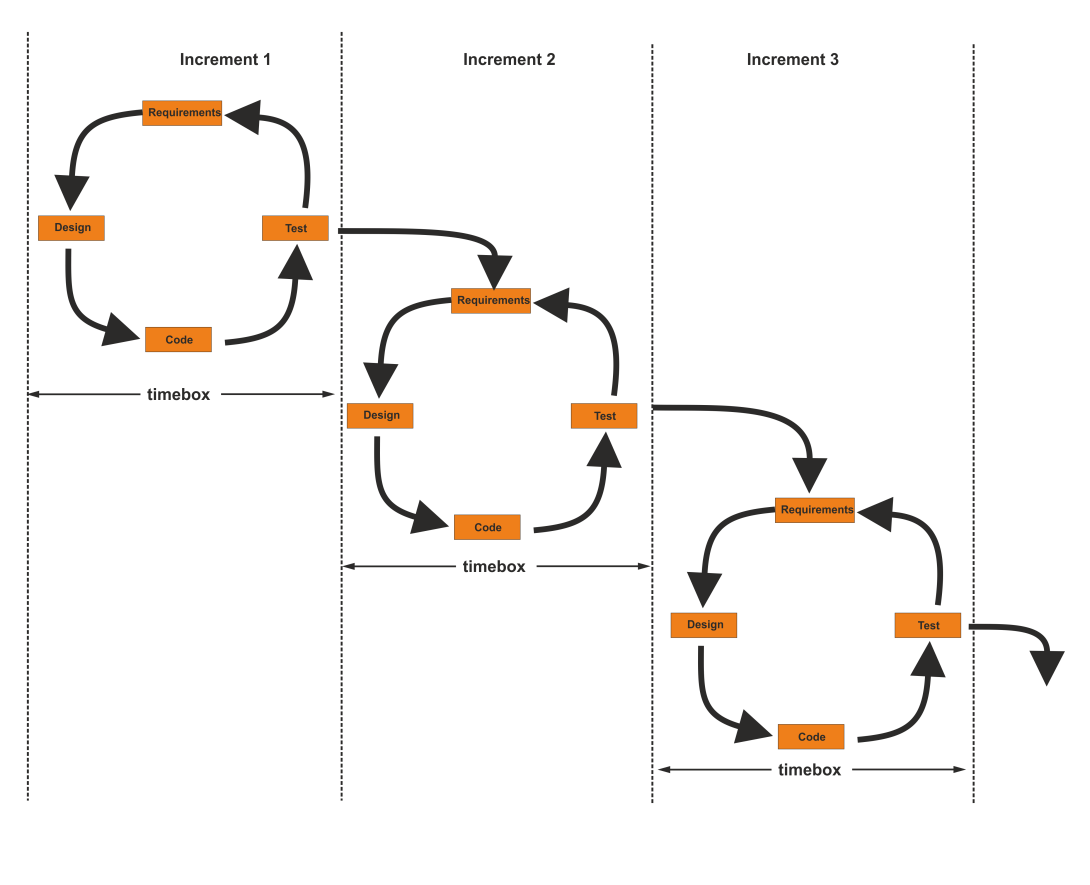 Increment 1
Increment 2
Increment 3
Requirements
Design
Test
Code
timebox
Requirements
Design
Test
Code
timebox
Requirements
Design
Test
Code
timebox